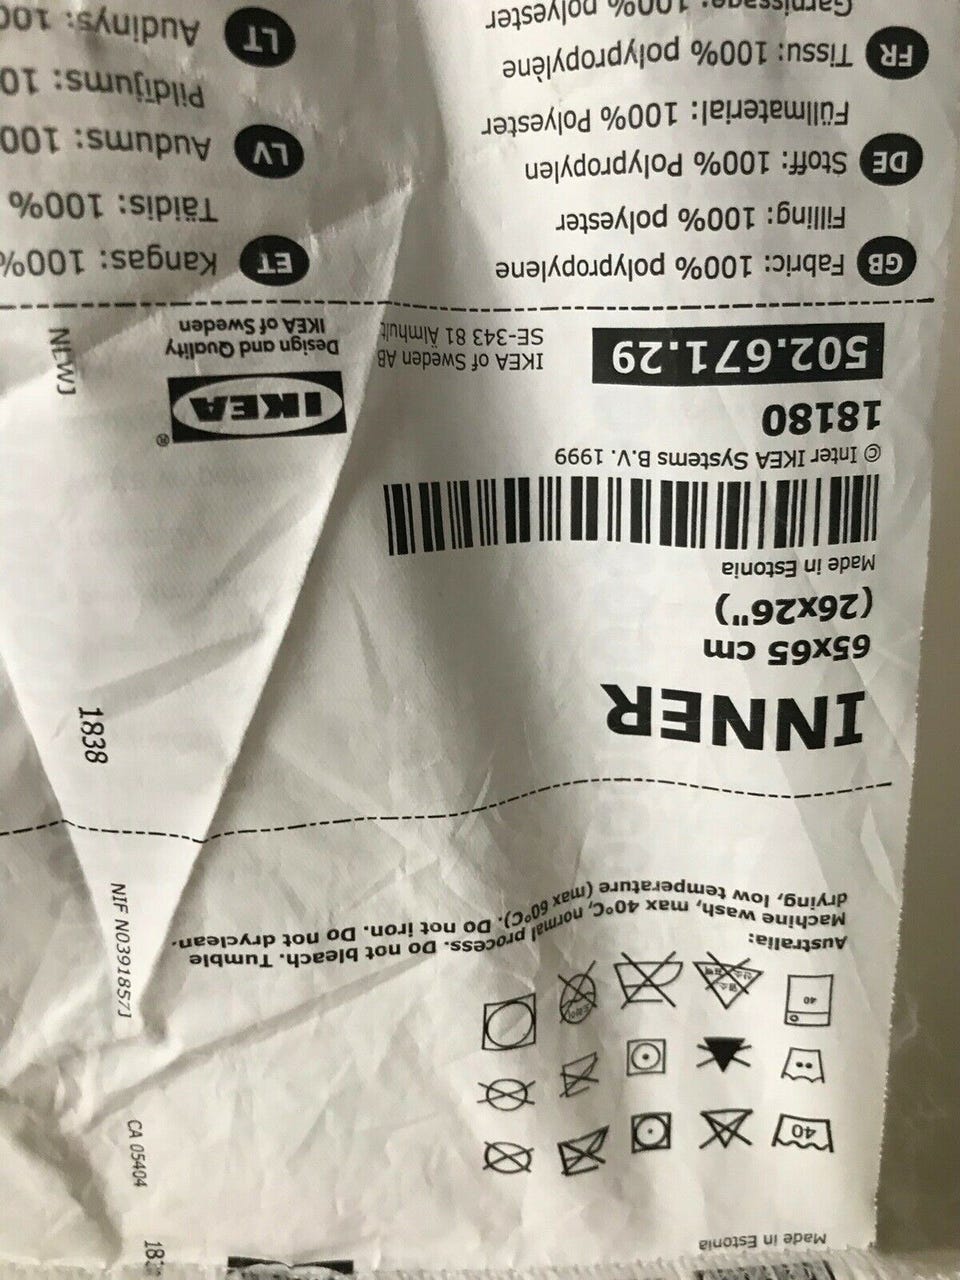 Made in Estonia
40
40
Australia:
Machine wash, max 40°C, normal process. Do not bleach. Tumble
drying, low temperature (max 60°C). Do not iron. Do not dryclean.
INNER
65x65 cm
(26x26")
Made in Estonia
© Inter IKEA Systems B.V. 1999
18180
502.671.29
IKEA of Sweden AB
SE-343 81 Älmhult
IKEA ®
Design and Quality
IKEA of Sweden
CA 05404
NIF N0391857J
1838
NEWJ
GB Fabric: 100% polypropylene
Filling: 100% polyester
DE Stoff: 100% Polypropylen
Füllmaterial: 100% Polyester
FR Tissu: 100% polypropylène
Garnissage: 100% polyester
ET Kangas: 100%
Täidis: 100%
LV Audums: 100
Pildījums: 10
LT Audinys: 100